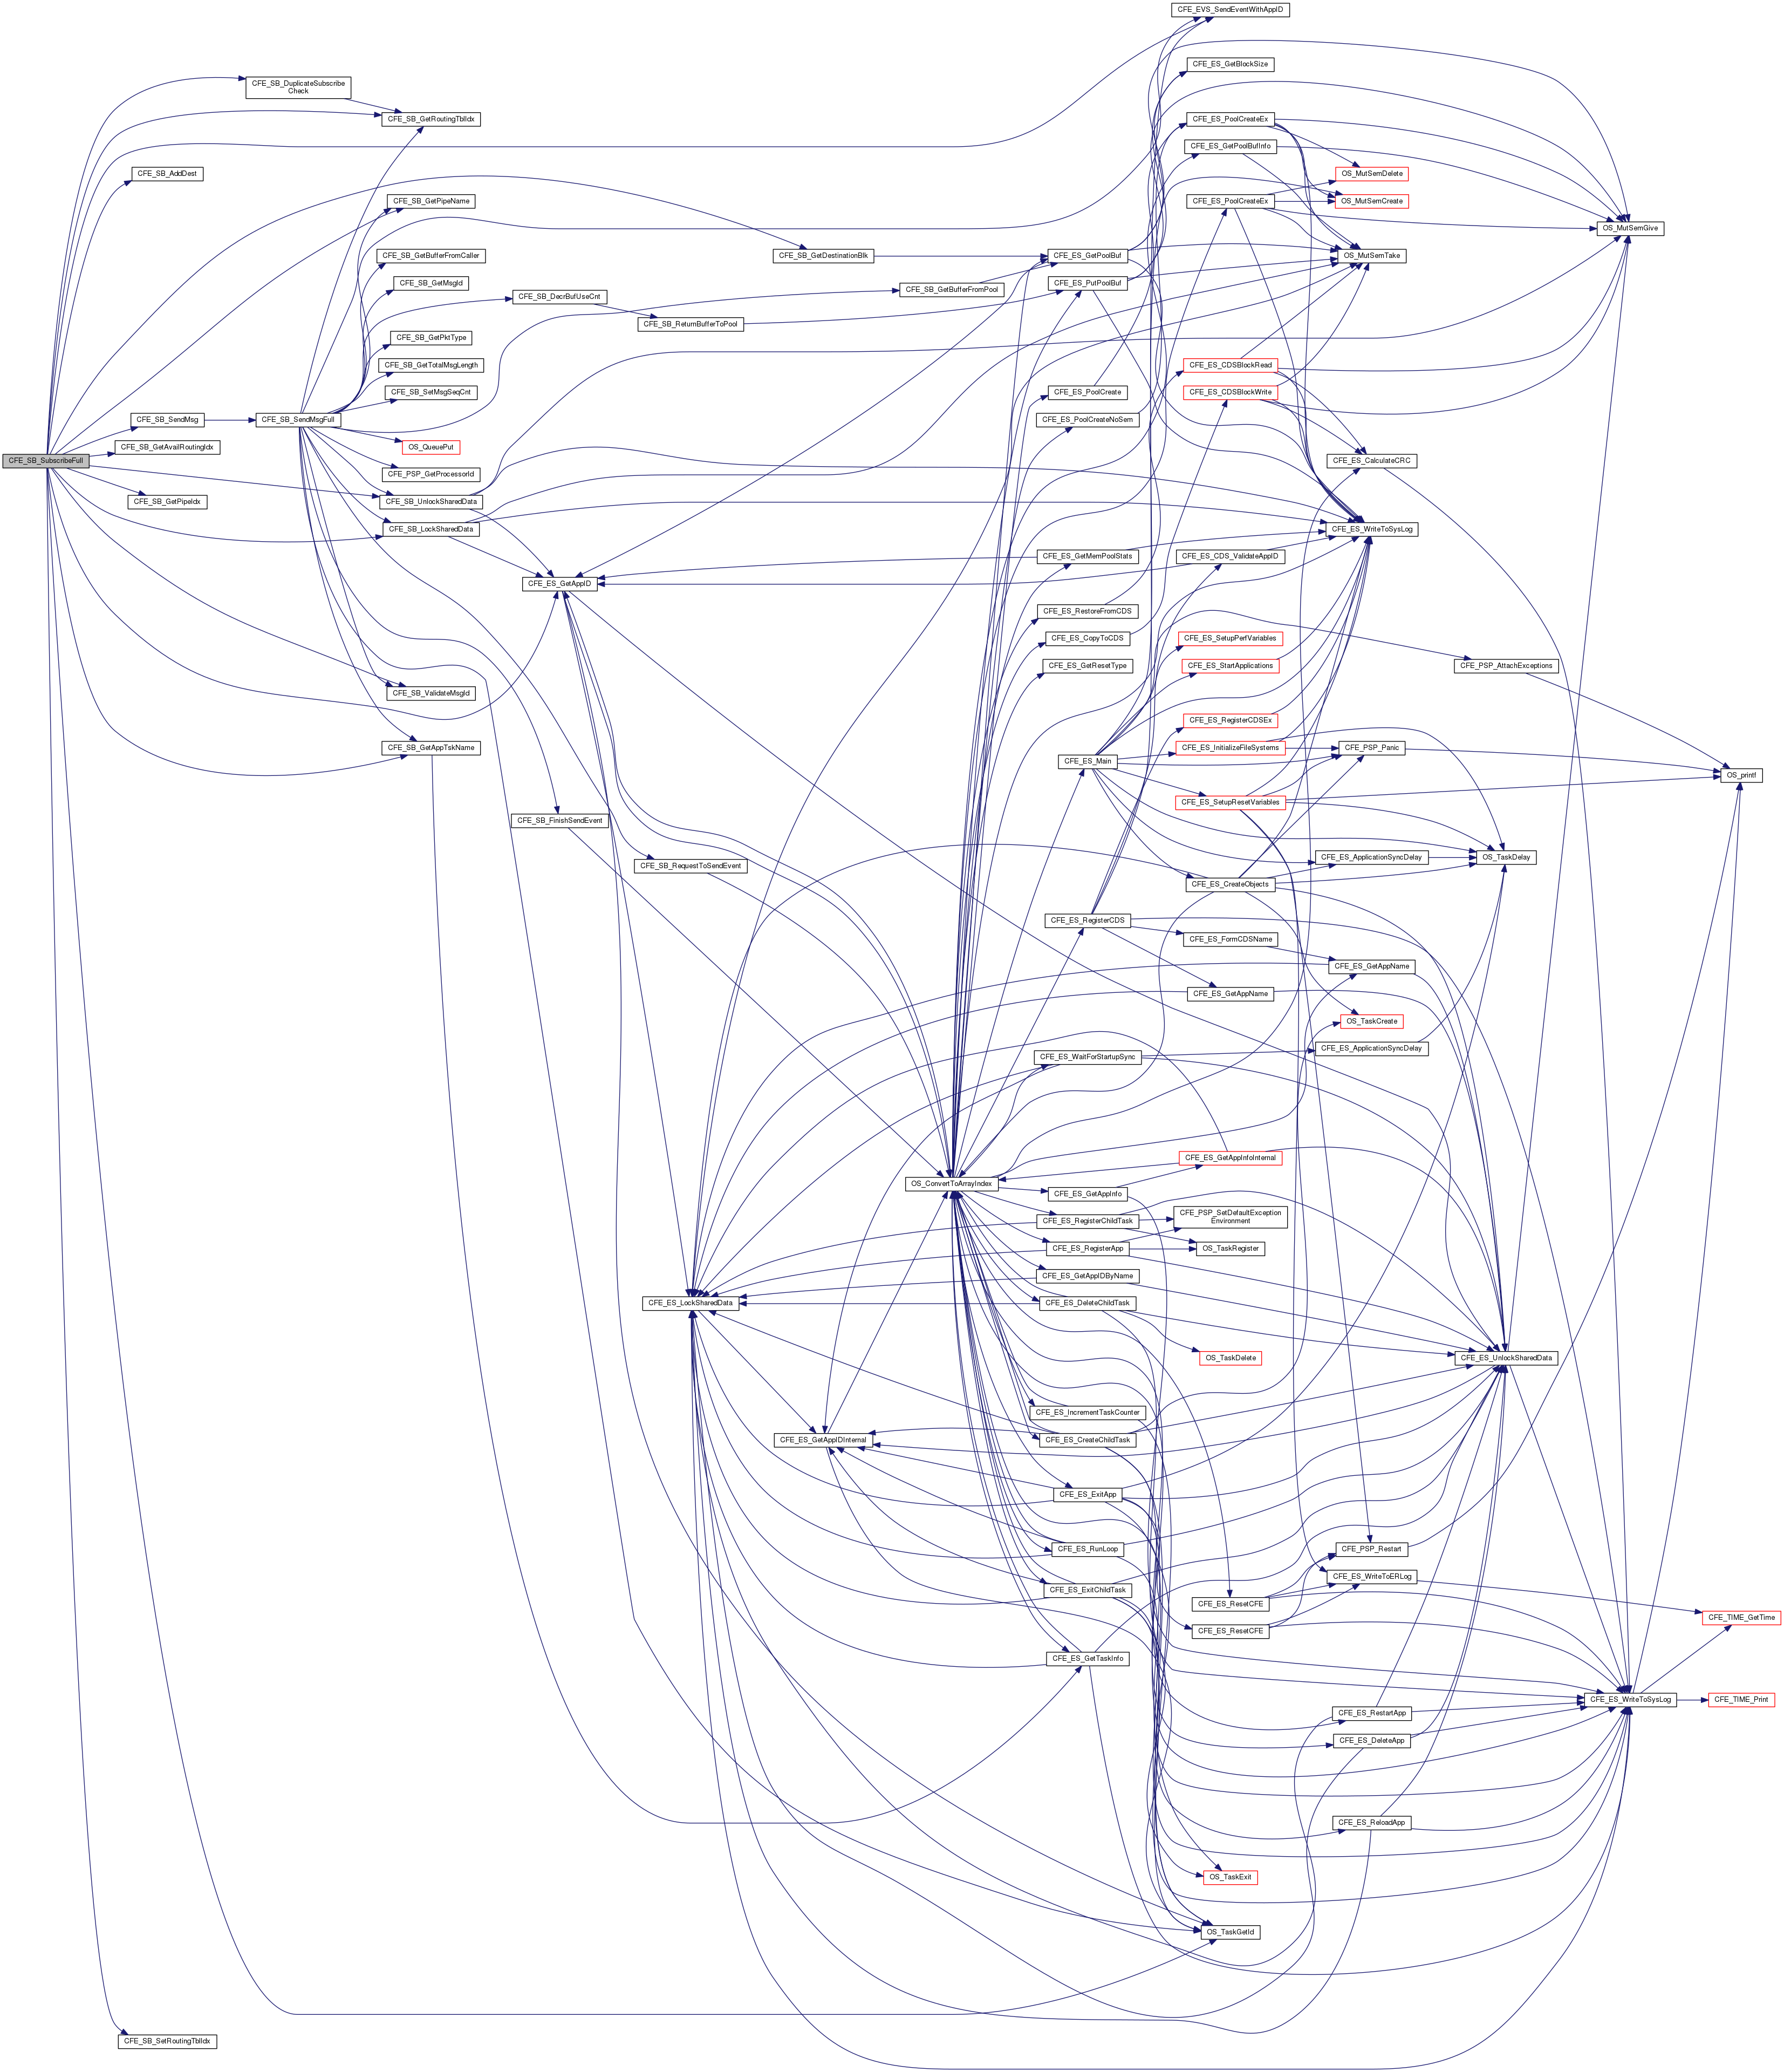 CFE_EVS_SendEventWithAppID
CFE_ES_GetBlockSize
CFE_SB_DuplicateSubscribe
Check
CFE_SB_GetRoutingTblIdx
CFE_ES_PoolCreateEx
CFE_ES_GetPoolBufInfo
CFE_SB_AddDest
OS_MutSemDelete
CFE_SB_GetPipeName
CFE_ES_PoolCreateEx
OS_MutSemCreate
OS_MutSemGive
CFE_SB_GetBufferFromCaller
CFE_SB_GetDestinationBlk
CFE_ES_GetPoolBuf
OS_MutSemTake
CFE_SB_GetMsgId
CFE_SB_GetBufferFromPool
CFE_ES_PutPoolBuf
CFE_SB_DecrBufUseCnt
CFE_SB_ReturnBufferToPool
CFE_SB_GetPktType
CFE_SB_GetTotalMsgLength
CFE_ES_CDSBlockRead
CFE_SB_SetMsgSeqCnt
CFE_ES_PoolCreate
CFE_ES_CDSBlockWrite
CFE_SB_SendMsg
CFE_SB_SendMsgFull
CFE_ES_PoolCreateNoSem
CFE_SB_GetAvailRoutingIdx
OS_QueuePut
CFE_SB_SubscribeFull
CFE_ES_CalculateCRC
CFE_PSP_GetProcessorId
CFE_SB_GetPipeIdx
CFE_SB_UnlockSharedData
CFE_SB_LockSharedData
CFE_ES_WriteToSysLog
CFE_ES_GetMemPoolStats
CFE_ES_CDS_ValidateAppID
CFE_ES_GetAppID
CFE_ES_RestoreFromCDS
CFE_ES_CopyToCDS
CFE_ES_SetupPerfVariables
CFE_ES_GetResetType
CFE_ES_StartApplications
CFE_PSP_AttachExceptions
CFE_SB_ValidateMsgId
CFE_ES_RegisterCDSEx
CFE_SB_GetAppTskName
CFE_ES_InitializeFileSystems
CFE_PSP_Panic
CFE_ES_Main
OS_printf
CFE_ES_SetupResetVariables
CFE_SB_FinishSendEvent
CFE_ES_ApplicationSyncDelay
OS_TaskDelay
CFE_SB_RequestToSendEvent
CFE_ES_CreateObjects
CFE_ES_RegisterCDS
CFE_ES_FormCDSName
CFE_ES_GetAppName
CFE_ES_GetAppName
OS_TaskCreate
CFE_ES_ApplicationSyncDelay
CFE_ES_WaitForStartupSync
CFE_ES_GetAppInfoInternal
OS_ConvertToArrayIndex
CFE_ES_GetAppInfo
CFE_ES_RegisterChildTask
CFE_PSP_SetDefaultException
Environment
CFE_ES_RegisterApp
OS_TaskRegister
CFE_ES_GetAppIDByName
CFE_ES_LockSharedData
CFE_ES_DeleteChildTask
OS_TaskDelete
CFE_ES_UnlockSharedData
CFE_ES_IncrementTaskCounter
CFE_ES_GetAppIDInternal
CFE_ES_CreateChildTask
CFE_ES_ExitApp
CFE_ES_RunLoop
CFE_PSP_Restart
CFE_ES_WriteToERLog
CFE_ES_ExitChildTask
CFE_ES_ResetCFE
CFE_TIME_GetTime
CFE_ES_ResetCFE
CFE_ES_GetTaskInfo
CFE_ES_WriteToSysLog
CFE_TIME_Print
CFE_ES_RestartApp
CFE_ES_DeleteApp
CFE_ES_ReloadApp
OS_TaskExit
OS_TaskGetId
CFE_SB_SetRoutingTblIdx